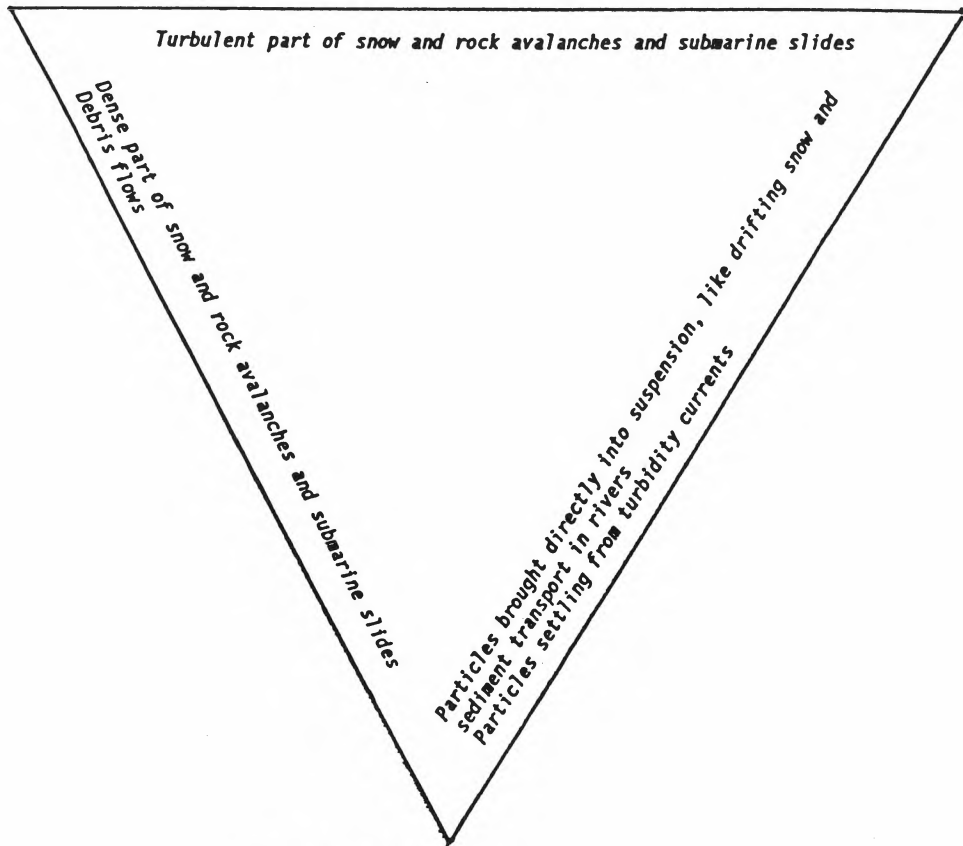 Turbulent part of snow and rock avalanches and submarine slides
Dense part of snow and rock avalanches and submarine slides
Debris flows
Particles brought directly into suspension, like drifting snow and
sediment transport in rivers
Particles settling from turbidity currents